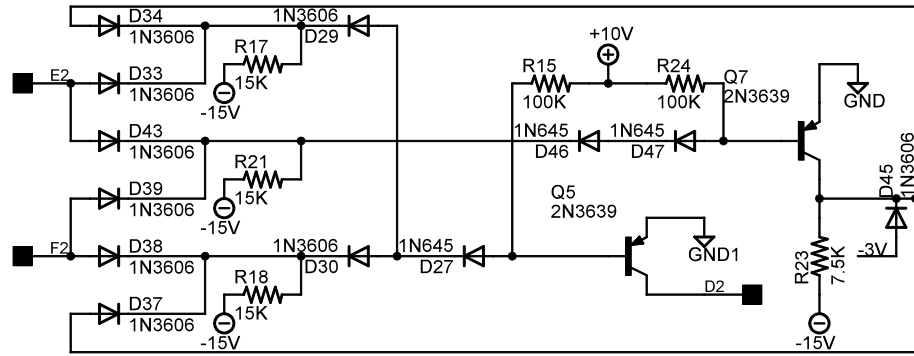 D34
1N3606
1N3606
D29
R17
15K
-15V
E2
D33
1N3606
+10V
R15
100K
R24
100K
Q7
2N3639
GND
D43
1N3606
1N645
D46
1N645
D47
R21
15K
-15V
D39
1N3606
Q5
2N3639
D45
1N3606
F2
D38
1N3606
1N3606
D30
1N645
D27
GND1
R23
7.5K
-3V
R18
15K
-15V
D2
D37
1N3606
-15V